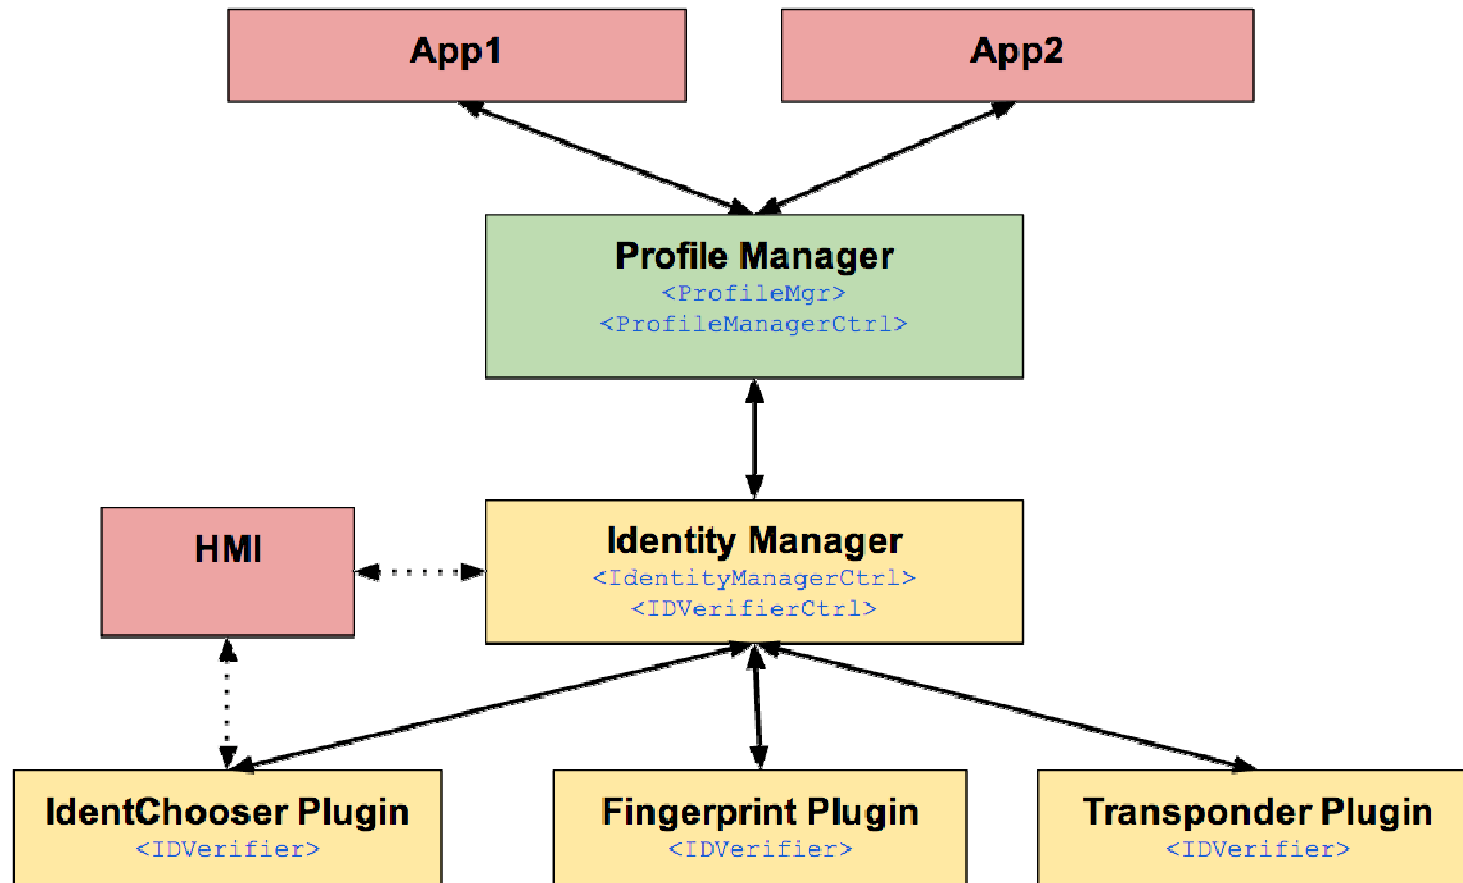 App1
App2
Profile Manager
<ProfileMgr>
<ProfileManagerCtrl>
HMI
Identity Manager
<IdentityManagerCtrl>
<IDVerifierCtrl>
IdentChooser Plugin
<IDVerifier>
Fingerprint Plugin
<IDVerifier>
Transponder Plugin
<IDVerifier>